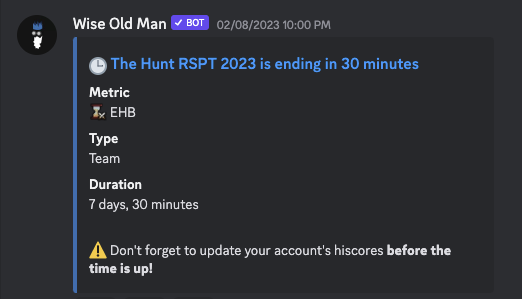 Wise Old Man ✓ BOT 02/08/2023 10:00 PM
The Hunt RSPT 2023 is ending in 30 minutes
Metric
EHB
Type
Team
Duration
7 days, 30 minutes
⚠️ Don't forget to update your account's hiscores before the
time is up!